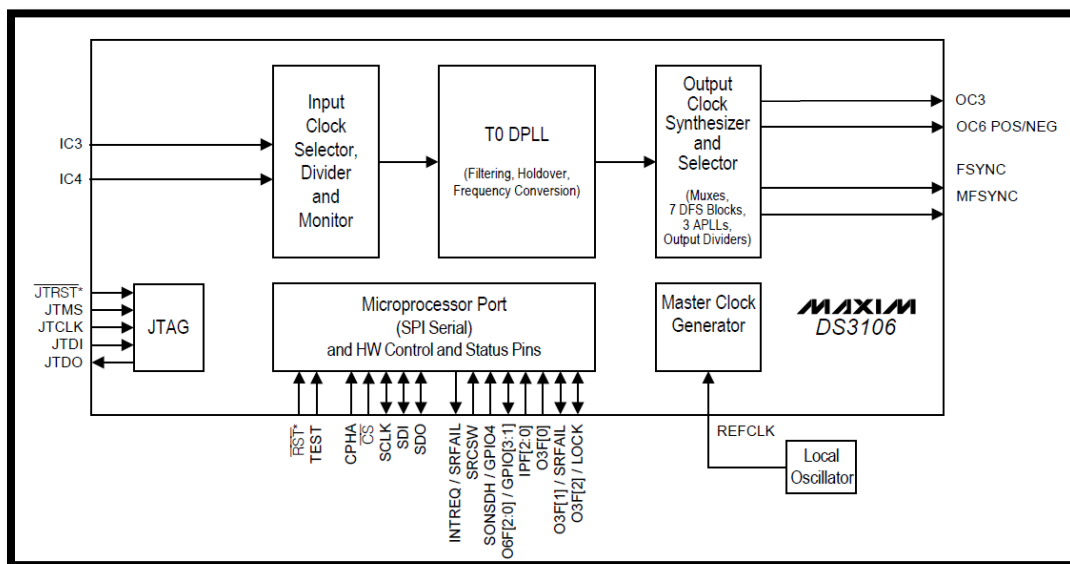 Input
Clock
Selector,
Divider
and
Monitor
T0 DPLL
(Filtering, Holdover,
Frequency Conversion)
Output
Clock
Synthesizer
and
Selector
(Muxes,
7 DFS Blocks,
3 APLLs,
Output Dividers)
IC3
IC4
OC3
OC6 POS/NEG
FSYNC
MFSYNC
JTRST*
JTMS
JTCLK
JTDI
JTDO
JTAG
Microprocessor Port
(SPI Serial)
and HW Control and Status Pins
Master Clock
Generator
MAXIM
DS3106
RST*
TEST
CPHA
CS
SCLK
SDI
SDO
INTREQ / SRFAIL
SRCSW
SONSDH / GPIO4
O6F[2:0] / GPIO[3:1]
IPF[2:0]
O3F[0]
O3F[1] / SRFAIL
O3F[2] / LOCK
REFCLK
Local
Oscillator